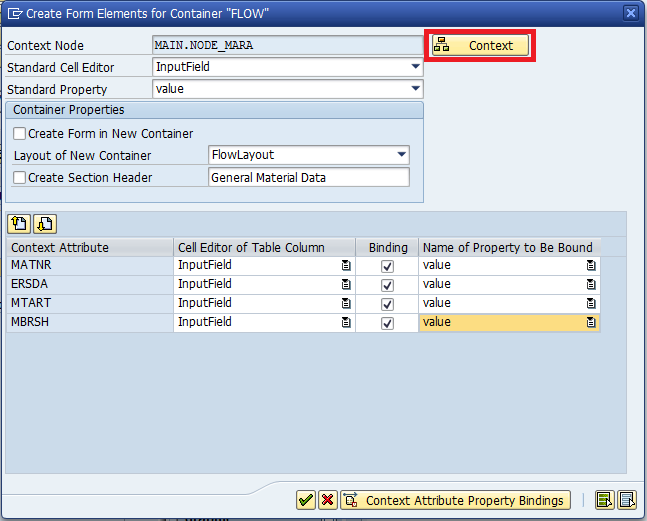 Create Form Elements for Container "FLOW"
Context Node MAIN.NODE_MARA Context
Standard Cell Editor InputField
Standard Property value
Container Properties
Create Form in New Container
Layout of New Container FlowLayout
Create Section Header General Material Data
Context Attribute Cell Editor of Table Column Binding Name of Property to Be Bound
MATNR InputField value
ERSDA InputField value
MTART InputField value
MBRSH InputField value
Context Attribute Property Bindings